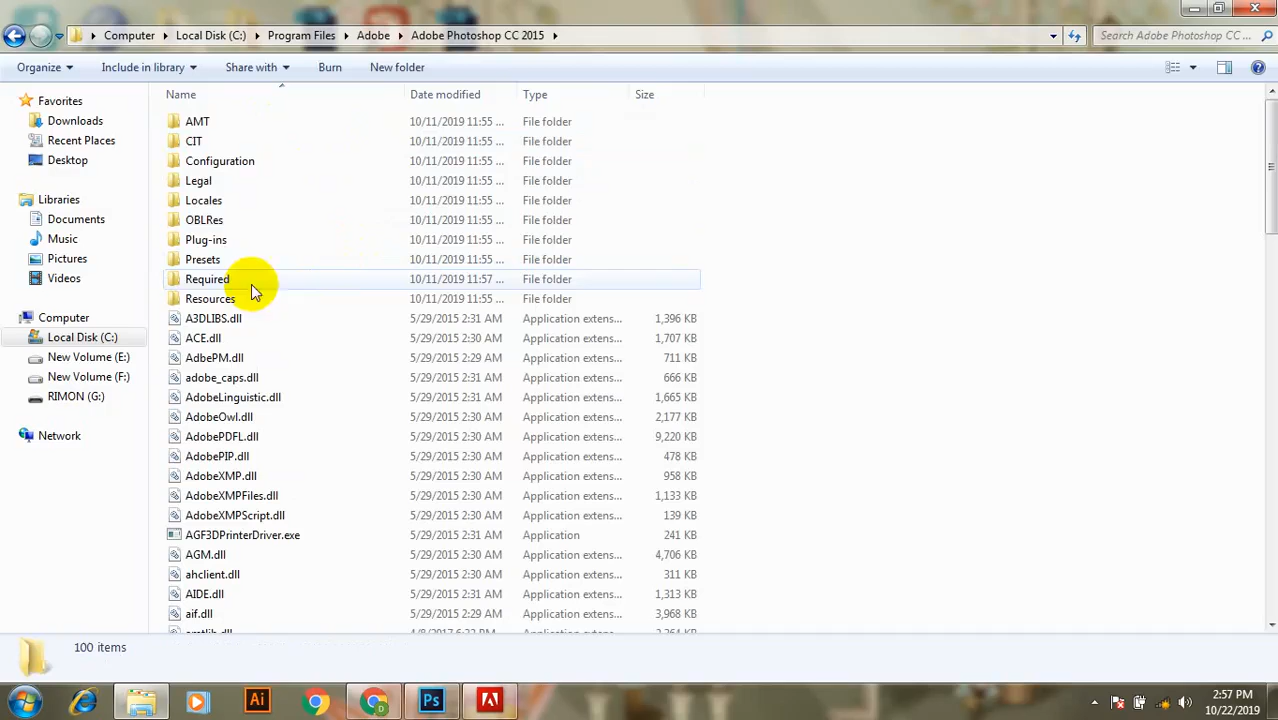 Computer Local Disk (C:) Program Files Adobe Adobe Photoshop CC 2015 Search Adobe Photoshop CC 2015 ...
Organize Include in library Share with Burn New folder
Name Date modified Type Size
Favorites
Downloads
Recent Places
Desktop
Libraries
Documents
Music
Pictures
Videos
Computer
Local Disk (C:)
New Volume (E:)
New Volume (F:)
RIMON (G:)
Network
AMT 10/11/2019 11:55 ... File folder
CIT 10/11/2019 11:55 ... File folder
Configuration 10/11/2019 11:55 ... File folder
Legal 10/11/2019 11:55 ... File folder
Locales 10/11/2019 11:55 ... File folder
OBLRes 10/11/2019 11:55 ... File folder
Plug-ins 10/11/2019 11:55 ... File folder
Presets 10/11/2019 11:55 ... File folder
Required 10/11/2019 11:57 ... File folder
Resources 10/11/2019 11:55 ... File folder
A3DLIBS.dll 5/29/2015 2:31 AM Application extens... 1,396 KB
ACE.dll 5/29/2015 2:30 AM Application extens... 1,707 KB
AdbePM.dll 5/29/2015 2:29 AM Application extens... 711 KB
adobe_caps.dll 5/29/2015 2:31 AM Application extens... 666 KB
AdobeLinguistic.dll 5/29/2015 2:31 AM Application extens... 1,665 KB
AdobeOwl.dll 5/29/2015 2:30 AM Application extens... 2,177 KB
AdobePDFL.dll 5/29/2015 2:30 AM Application extens... 9,220 KB
AdobePIP.dll 5/29/2015 2:30 AM Application extens... 478 KB
AdobeXMP.dll 5/29/2015 2:30 AM Application extens... 958 KB
AdobeXMPFiles.dll 5/29/2015 2:30 AM Application extens... 1,133 KB
AdobeXMPScript.dll 5/29/2015 2:30 AM Application extens... 139 KB
AGF3DPrinterDriver.exe 5/29/2015 2:31 AM Application 241 KB
AGM.dll 5/29/2015 2:30 AM Application extens... 4,706 KB
ahclient.dll 5/29/2015 2:30 AM Application extens... 311 KB
AIDE.dll 5/29/2015 2:31 AM Application extens... 1,313 KB
aif.dll 5/29/2015 2:29 AM Application extens... 3,968 KB
100 items
Ai Ps
2:57 PM
10/22/2019